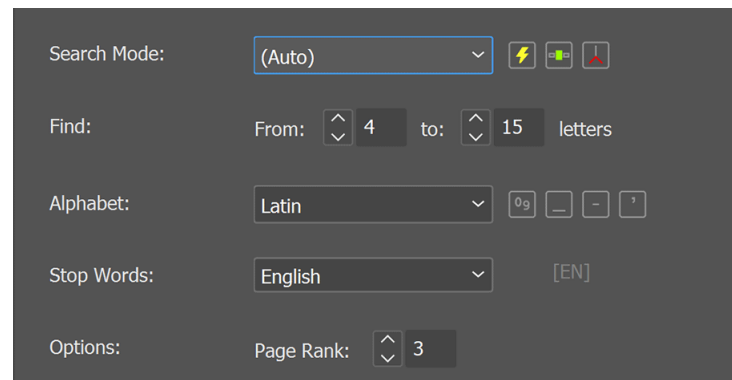 Search Mode: (Auto)
Find: From: 4 to: 15 letters
Alphabet: Latin 09 _ - ’
Stop Words: English [EN]
Options: Page Rank: 3